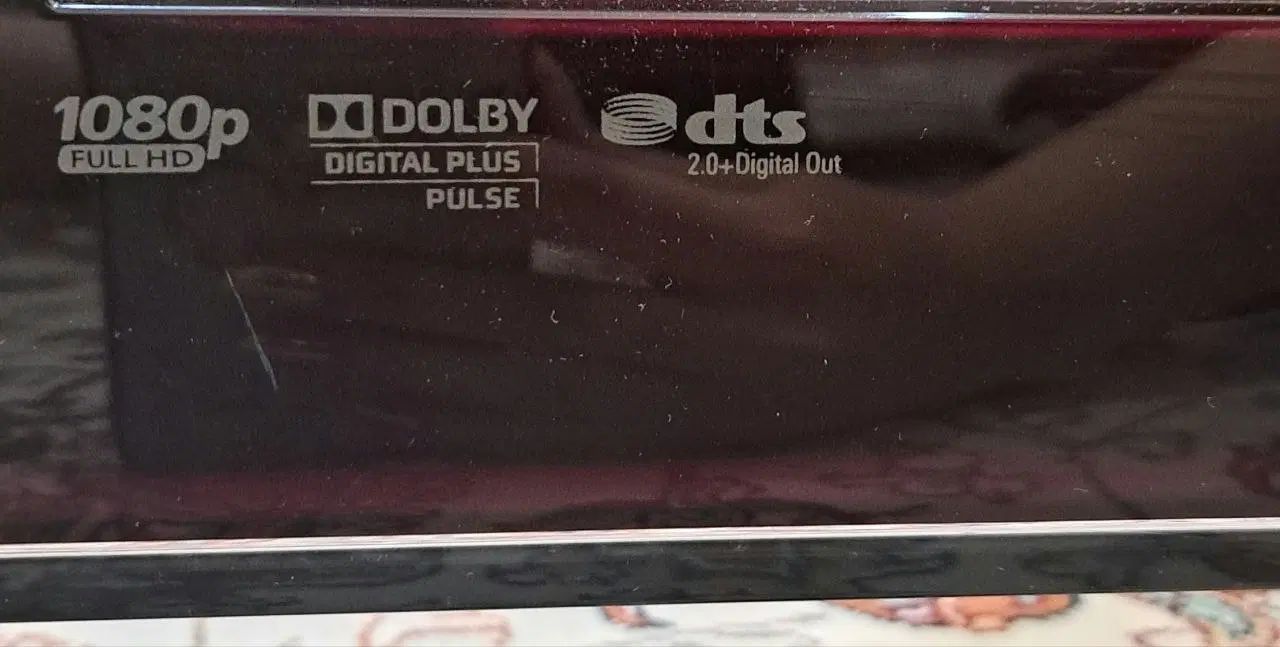 1080p
FULL HD
DOLBY
DIGITAL PLUS
PULSE
dts
2.0+Digital Out